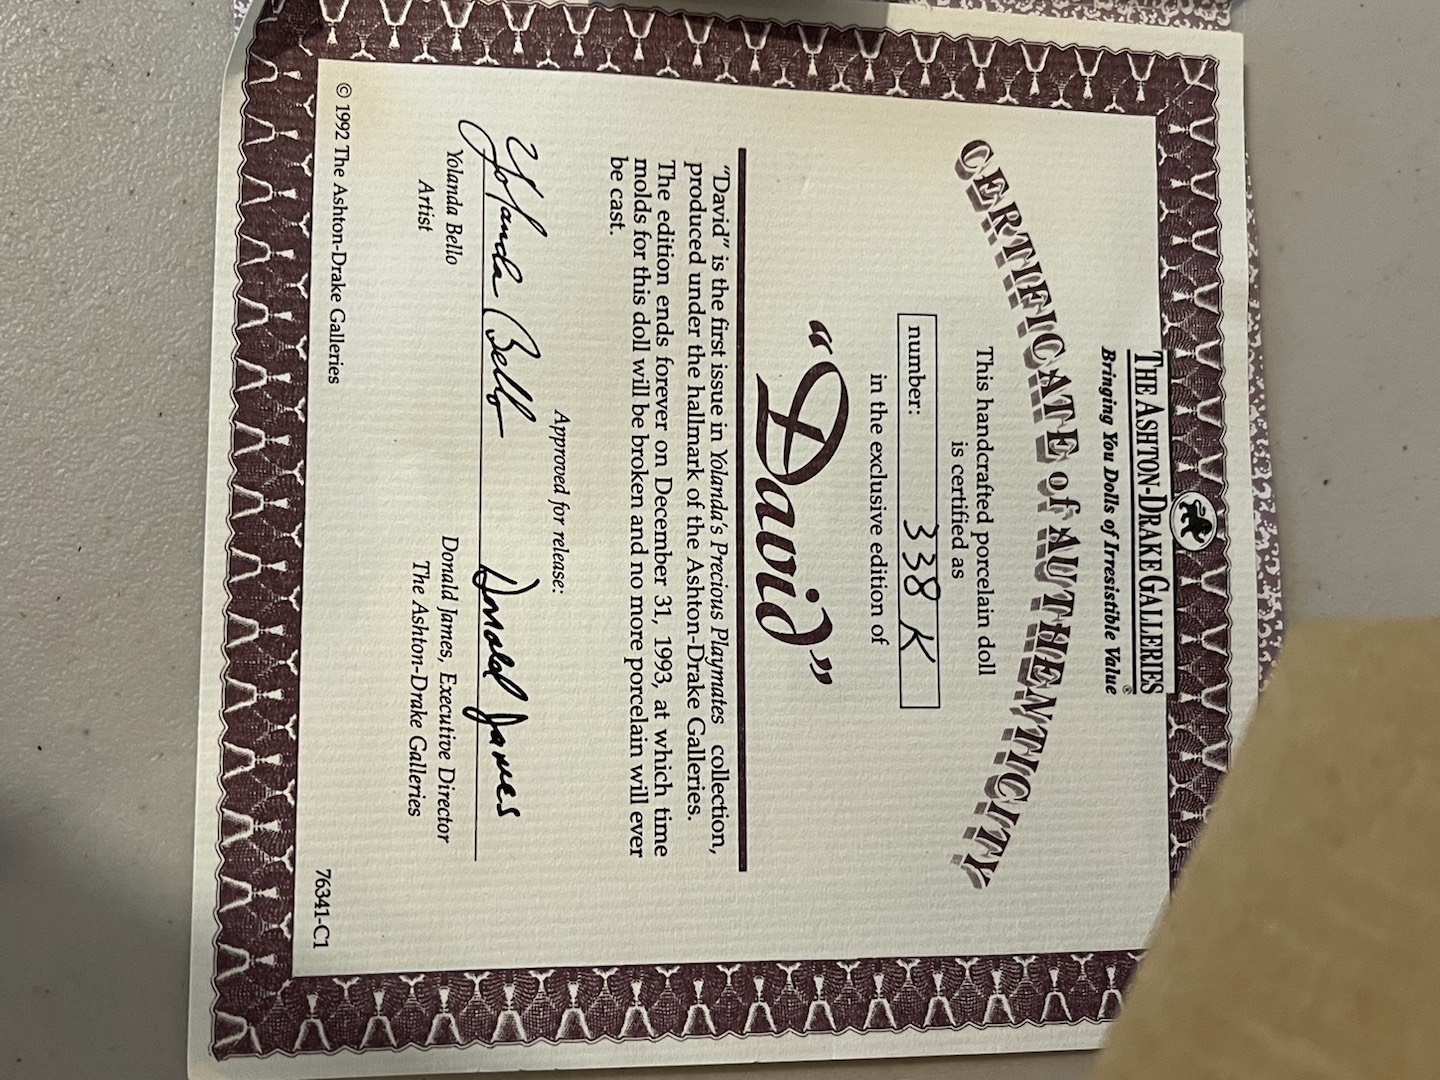 THE ASHTON-DRAKE GALLERIES
Bringing You Dolls of Irresistible Value®
CERTIFICATE of AUTHENTICITY
This handcrafted porcelain doll
is certified as
number: 338 K
in the exclusive edition of
“David”
"David" is the first issue in Yolanda's Precious Playmates collection,
produced under the hallmark of the Ashton-Drake Galleries.
The edition ends forever on December 31, 1993, at which time
molds for this doll will be broken and no more porcelain will ever
be cast.
Approved for release:
Yolanda Bello
Donald James
Yolanda Bello
Artist
Donald James, Executive Director
The Ashton-Drake Galleries
© 1992 The Ashton-Drake Galleries
76341-C1